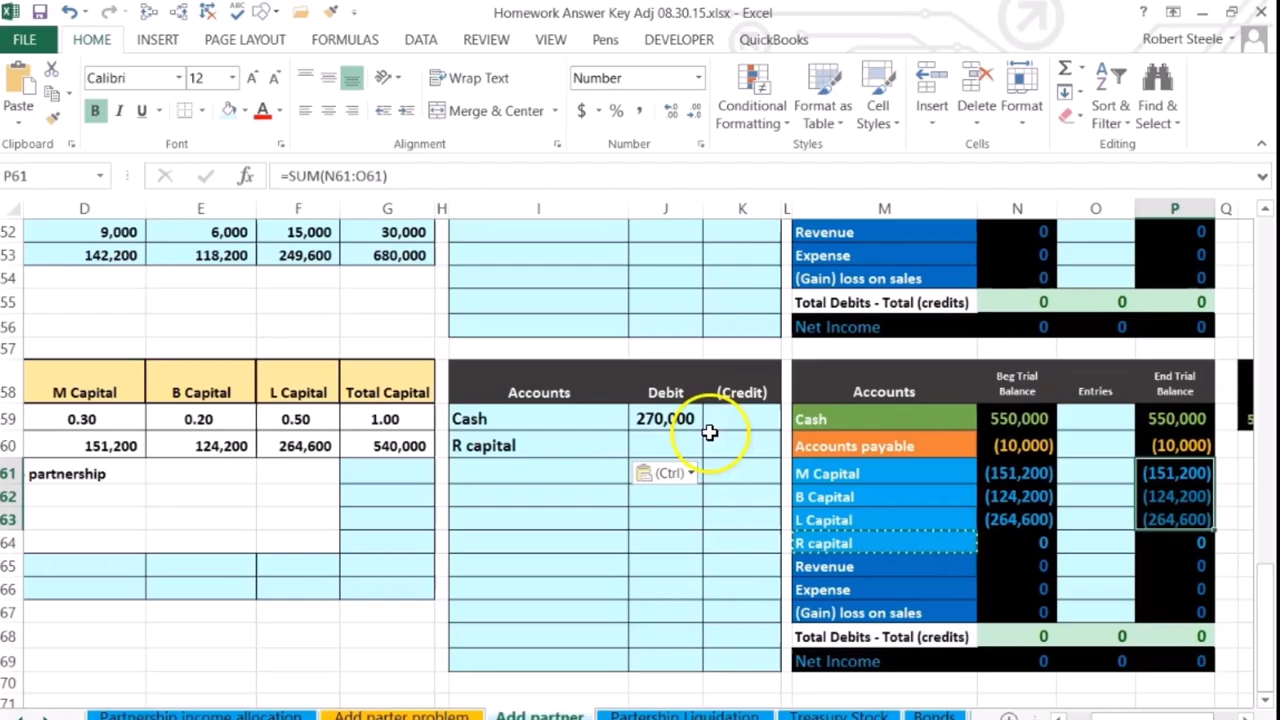 Homework Answer Key Adj 08.30.15.xlsx - Excel
FILE HOME INSERT PAGE LAYOUT FORMULAS DATA REVIEW VIEW Pens DEVELOPER QuickBooks Robert Steele
Calibri 12 Wrap Text Number
Paste B I U Merge & Center $ % Conditional Formatting Format as Table Cell Styles Insert Delete Format Sort & Filter Find & Select
Clipboard Font Alignment Number Styles Cells Editing
P61 fx =SUM(N61:O61)
D E F G H I J K L M N O P Q
52 9,000 6,000 15,000 30,000 Revenue 0 0
53 142,200 118,200 249,600 680,000 Expense 0 0
54 (Gain) loss on sales 0 0
55 Total Debits - Total (credits) 0 0 0
56 Net Income 0 0
57
58 M Capital B Capital L Capital Total Capital Accounts Debit (Credit) Accounts Beg Trial Balance Entries End Trial Balance
59 0.30 0.20 0.50 1.00 Cash 270,000 Cash 550,000 550,000
60 151,200 124,200 264,600 540,000 R capital Accounts payable (10,000) (10,000)
61 partnership (Ctrl) M Capital (151,200) (151,200)
62 B Capital (124,200) (124,200)
63 L Capital (264,600) (264,600)
64 R capital 0 0
65 Revenue 0 0
66 Expense 0 0
67 (Gain) loss on sales 0 0
68 Total Debits - Total (credits) 0 0 0
69 Net Income 0 0
70
71
Partnership income allocation Add parter problem Add partner Partership Liquidation Treasury Stock Bonds